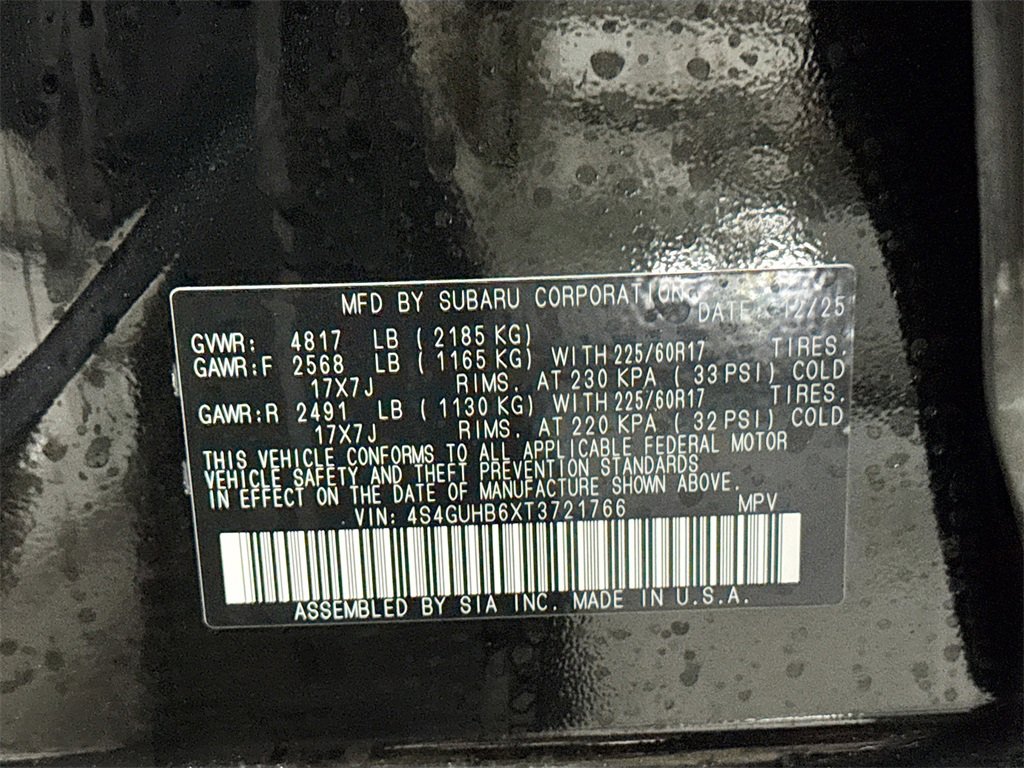 MFD BY SUBARU CORPORATION
DATE: 12/25
GVWR: 4817 LB ( 2185 KG)
GAWR:F 2568 LB ( 1165 KG) WITH 225/60R17 TIRES.
17X7J RIMS. AT 230 KPA ( 33 PSI) COLD
GAWR:R 2491 LB ( 1130 KG) WITH 225/60R17 TIRES.
17X7J RIMS. AT 220 KPA ( 32 PSI) COLD
THIS VEHICLE CONFORMS TO ALL APPLICABLE FEDERAL MOTOR
VEHICLE SAFETY AND THEFT PREVENTION STANDARDS
IN EFFECT ON THE DATE OF MANUFACTURE SHOWN ABOVE.
VIN: 4S4GUHB6XT3721766 MPV
ASSEMBLED BY SIA INC. MADE IN U.S.A.